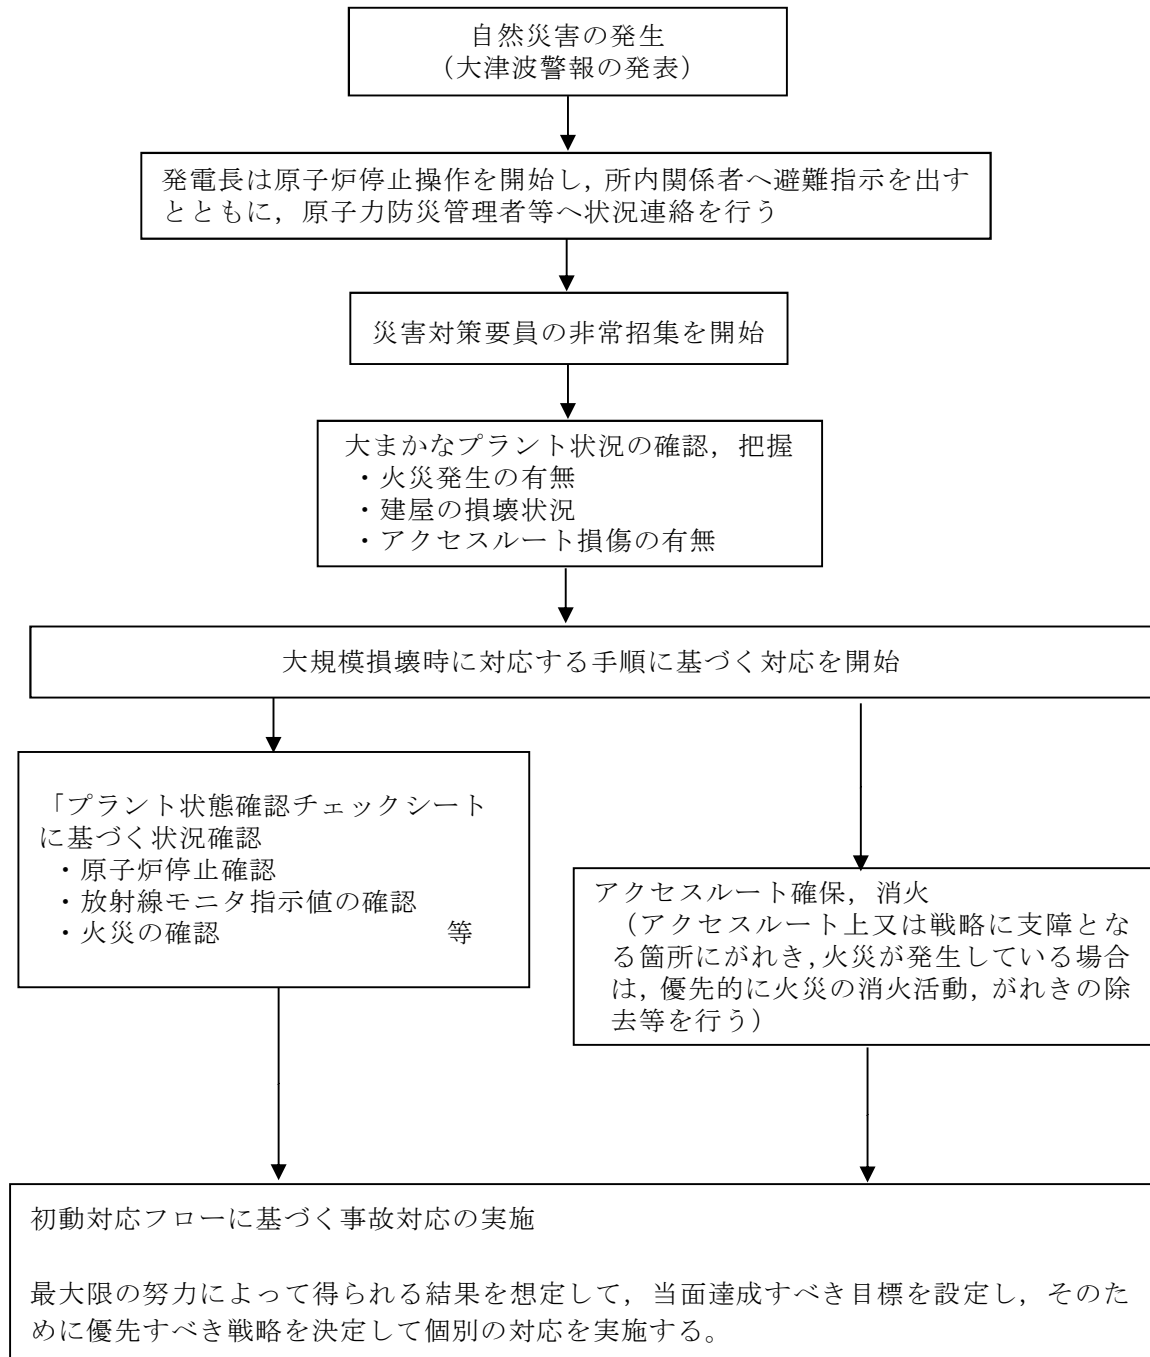 自然災害の発生
(大津波警報の発表)
発電長は原子炉停止操作を開始し,所内関係者へ避難指示を出す
とともに,原子力防災管理者等へ状況連絡を行う
災害対策要員の非常招集を開始
大まかなプラント状況の確認,把握
・火災発生の有無
・建屋の損壊状況
・アクセスルート損傷の有無
大規模損壊時に対応する手順に基づく対応を開始
「プラント状態確認チェックシート
に基づく状況確認
・原子炉停止確認
・放射線モニタ指示値の確認
・火災の確認 等
アクセスルート確保,消火
(アクセスルート上又は戦略に支障とな
る箇所にがれき,火災が発生している場合
は,優先的に火災の消火活動,がれきの除
去等を行う)
初動対応フローに基づく事故対応の実施
最大限の努力によって得られる結果を想定して,当面達成すべき目標を設定し,そのた
めに優先すべき戦略を決定して個別の対応を実施する。